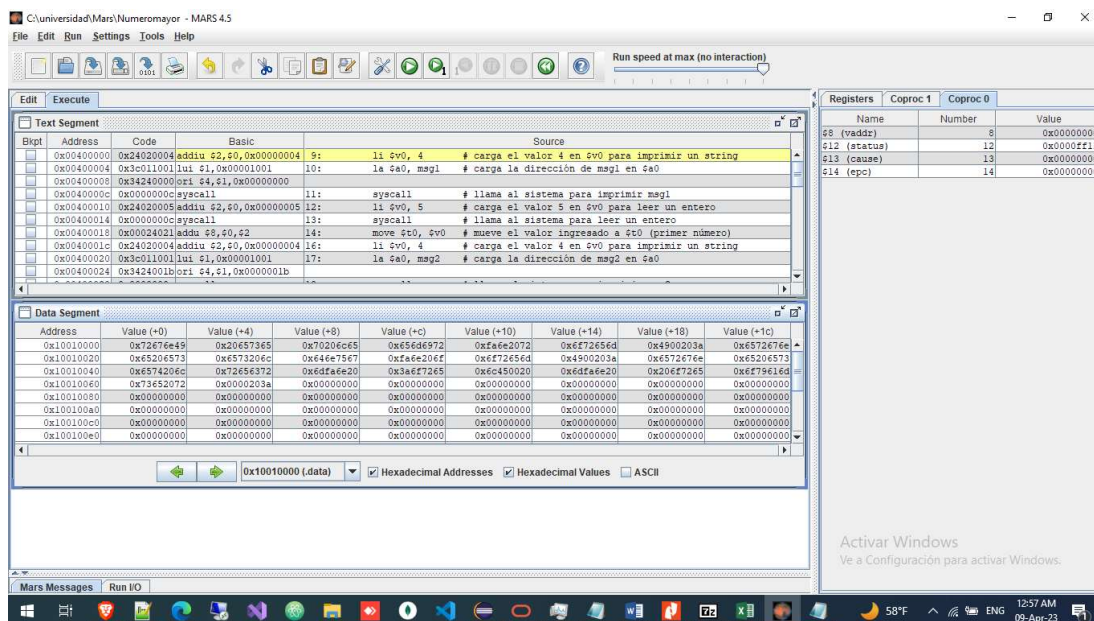 C:\universidad\Mars\Numeromayor - MARS 4.5
File Edit Run Settings Tools Help
Run speed at max (no interaction)
Edit Execute
Text Segment
Bkpt Address Code Basic Source
0x00400000 0x24020004 addiu $2,$0,0x00000004 9: li $v0, 4 # carga el valor 4 en $v0 para imprimir un string
0x00400004 0x3c011001 lui $1,0x00001001 10: la $a0, msg1 # carga la dirección de msg1 en $a0
0x00400008 0x34240000 ori $4,$1,0x00000000
0x0040000c 0x0000000c syscall 11: syscall # llama al sistema para imprimir msg1
0x00400010 0x24020005 addiu $2,$0,0x00000005 12: li $v0, 5 # carga el valor 5 en $v0 para leer un entero
0x00400014 0x0000000c syscall 13: syscall # llama al sistema para leer un entero
0x00400018 0x00024021 addu $8,$0,$2 14: move $t0, $v0 # mueve el valor ingresado a $t0 (primer número)
0x0040001c 0x24020004 addiu $2,$0,0x00000004 16: li $v0, 4 # carga el valor 4 en $v0 para imprimir un string
0x00400020 0x3c011001 lui $1,0x00001001 17: la $a0, msg2 # carga la dirección de msg2 en $a0
0x00400024 0x3424001b ori $4,$1,0x0000001b
Data Segment
Address Value (+0) Value (+4) Value (+8) Value (+c) Value (+10) Value (+14) Value (+18) Value (+1c)
0x10010000 0x72676e49 0x20657365 0x70206c65 0x656d6972 0xfa6e2072 0x6f72656d 0x4900203a 0x6572676e
0x10010020 0x65206573 0x6573206c 0x646e7567 0xfa6e206f 0x6f72656d 0x4900203a 0x6572676e 0x65206573
0x10010040 0x6574206c 0x72656372 0x6dfa6e20 0x3a6f7265 0x6c450020 0x6dfa6e20 0x206f7265 0x6f79616d
0x10010060 0x73652072 0x0000203a 0x00000000 0x00000000 0x00000000 0x00000000 0x00000000 0x00000000
0x10010080 0x00000000 0x00000000 0x00000000 0x00000000 0x00000000 0x00000000 0x00000000 0x00000000
0x100100a0 0x00000000 0x00000000 0x00000000 0x00000000 0x00000000 0x00000000 0x00000000 0x00000000
0x100100c0 0x00000000 0x00000000 0x00000000 0x00000000 0x00000000 0x00000000 0x00000000 0x00000000
0x100100e0 0x00000000 0x00000000 0x00000000 0x00000000 0x00000000 0x00000000 0x00000000 0x00000000
0x10010000 (.data) Hexadecimal Addresses Hexadecimal Values ASCII
Mars Messages Run I/O
Registers Coproc 1 Coproc 0
Name Number Value
$8 (vaddr) 8 0x0000000
$12 (status) 12 0x0000ff1
$13 (cause) 13 0x0000000
$14 (epc) 14 0x0000000
Activar Windows
Ve a Configuración para activar Windows.
58°F ENG 12:57 AM
09-Apr-23